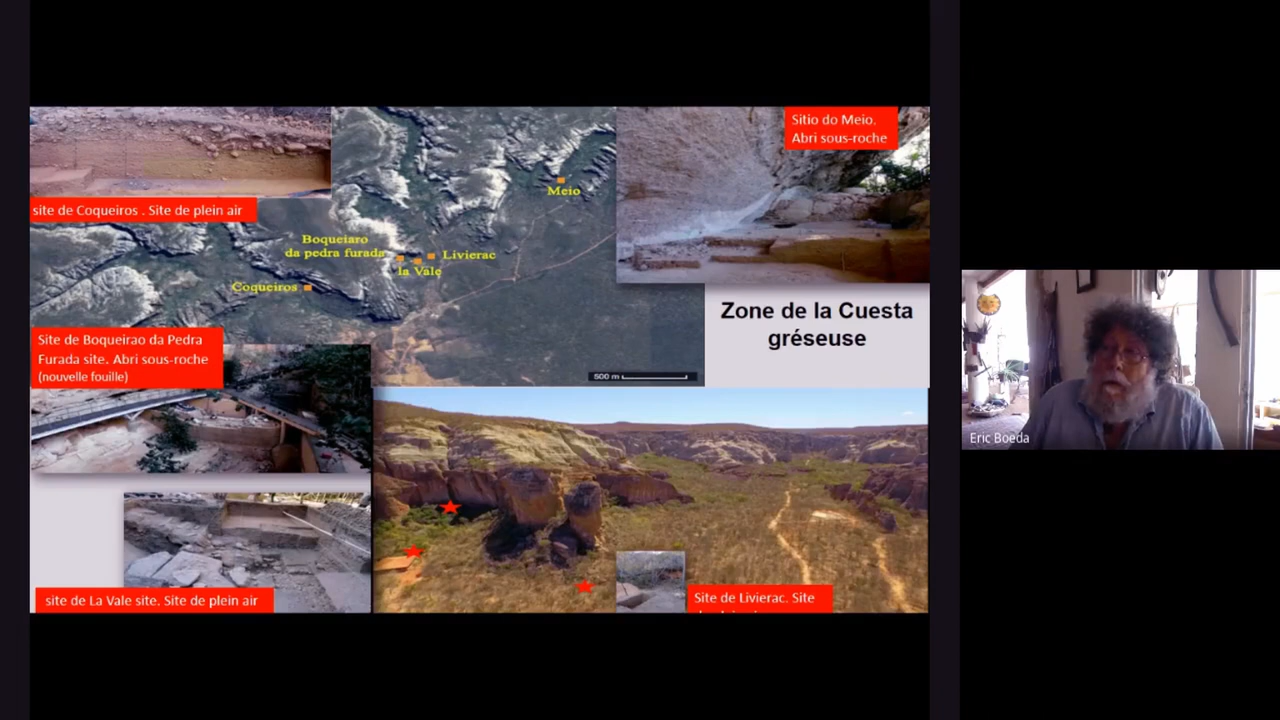 Sitio do Meio.
Abri sous-roche
site de Coqueiros . Site de plein air
Meio
Boqueiaro
da pedra furada
Livierac
la Vale
Coqueiros
Zone de la Cuesta
gréseuse
Site de Boqueirao da Pedra
Furada site. Abri sous-roche
(nouvelle fouille)
500 m
Eric Boeda
site de La Vale site. Site de plein air
Site de Livierac. Site